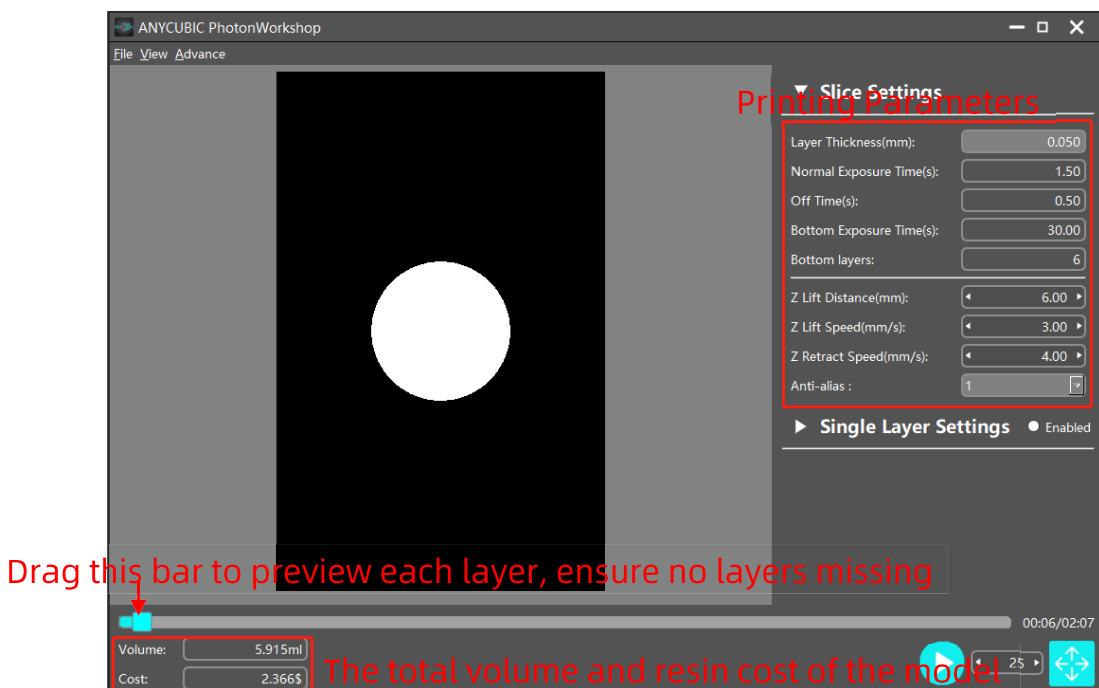 ANYCUBIC PhotonWorkshop
File View Advance
Slice Settings
Printing Parameters
Layer Thickness(mm): 0.050
Normal Exposure Time(s): 1.50
Off Time(s): 0.50
Bottom Exposure Time(s): 30.00
Bottom layers: 6
Z Lift Distance(mm): 6.00
Z Lift Speed(mm/s): 3.00
Z Retract Speed(mm/s): 4.00
Anti-alias : 1
Single Layer Settings Enabled
Drag this bar to preview each layer, ensure no layers missing
00:06/02:07
Volume: 5.915ml
Cost: 2.366$
The total volume and resin cost of the model